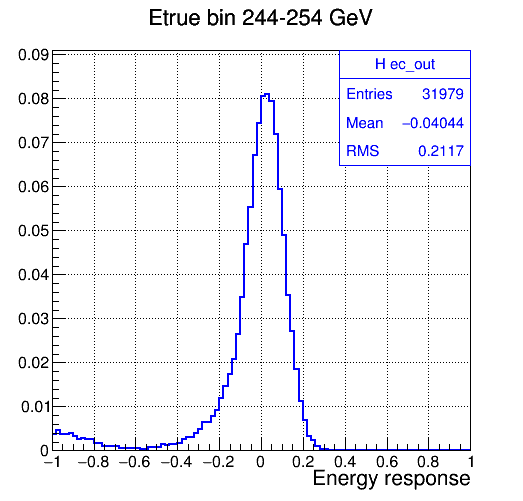 Etrue bin 244-254 GeV
H ec_out
Entries 31979
Mean −0.04044
RMS 0.2117
0.09
0.08
0.07
0.06
0.05
0.04
0.03
0.02
0.01
0
−1 −0.8 −0.6 −0.4 −0.2 0 0.2 0.4 0.6 0.8 1
Energy response